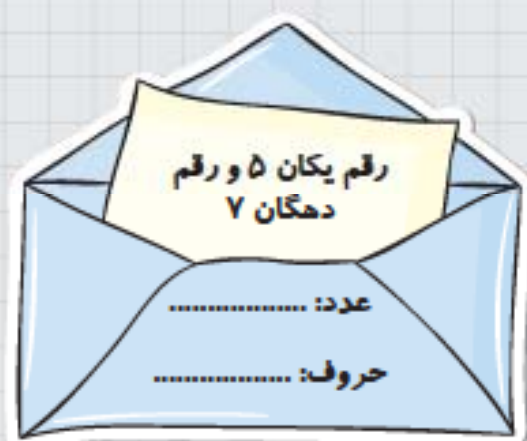 رقم یکان ۵ و رقم
دهگان ۷
عدد: ..................
حروف: ..................